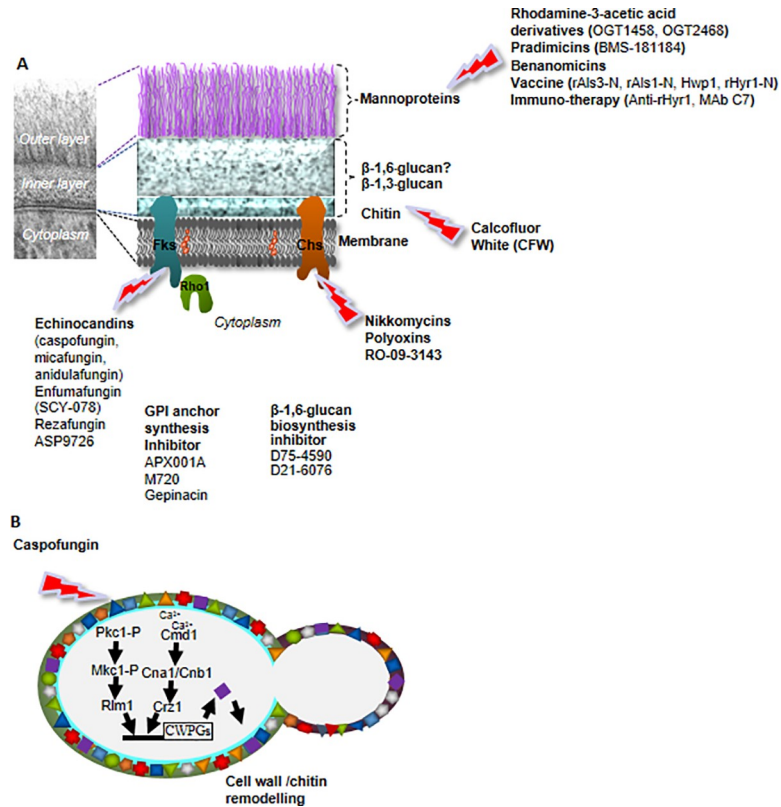 A
Rhodamine-3-acetic acid
derivatives (OGT1458, OGT2468)
Pradimicins (BMS-181184)
Benanomicins
Vaccine (rAls3-N, rAls1-N, Hwp1, rHyr1-N)
Immuno-therapy (Anti-rHyr1, MAb C7)
Mannoproteins
Outer layer
Inner layer
Cytoplasm
β-1,6-glucan?
β-1,3-glucan
Chitin
Membrane
Calcofluor
White (CFW)
Fks
Chs
Rho1
Cytoplasm
Echinocandins
(caspofungin,
micafungin,
anidulafungin)
Enfumafungin
(SCY-078)
Rezafungin
ASP9726
Nikkomycins
Polyoxins
RO-09-3143
GPI anchor
synthesis
Inhibitor
APX001A
M720
Gepinacin
β-1,6-glucan
biosynthesis
inhibitor
D75-4590
D21-6076
B
Caspofungin
Ca²⁺
Ca²⁺
Pkc1-P
Cmd1
Mkc1-P
Cna1/Cnb1
Rlm1
Crz1
CWPGs
Cell wall /chitin
remodelling